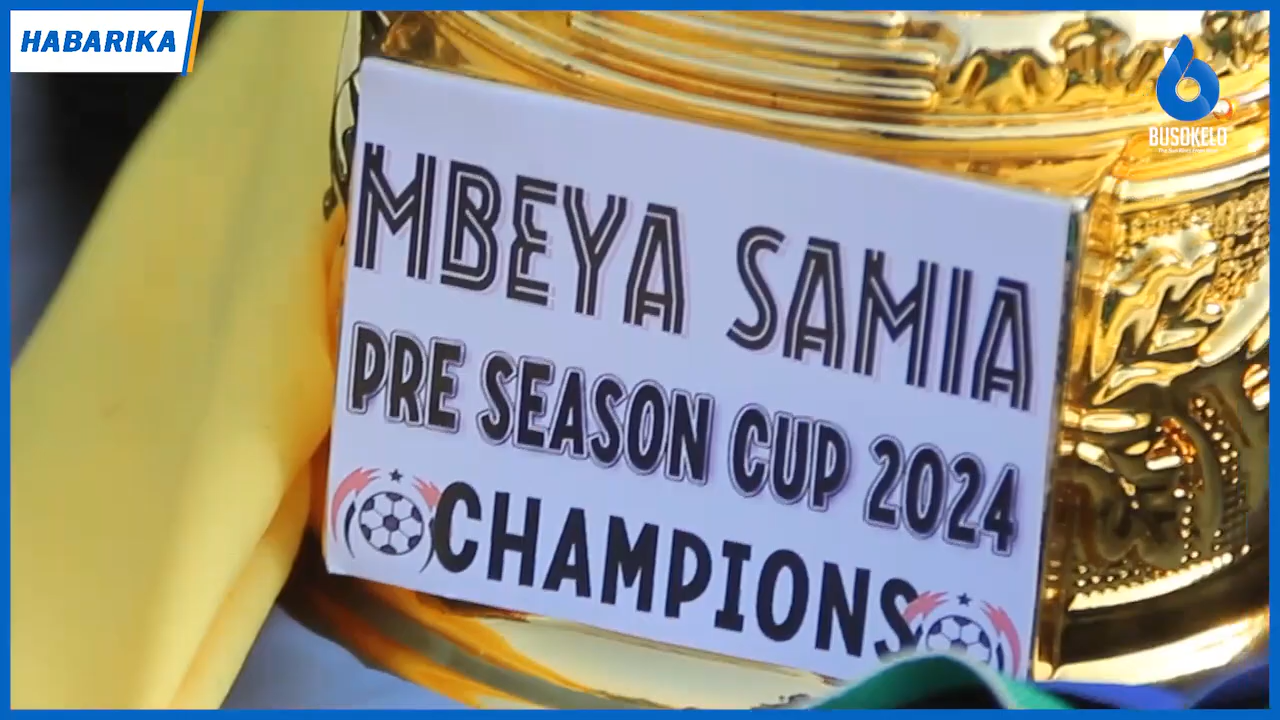 HABARIKA
BUSOKELO
MBEYA SAMIA
PRE SEASON CUP 2024
CHAMPIONS